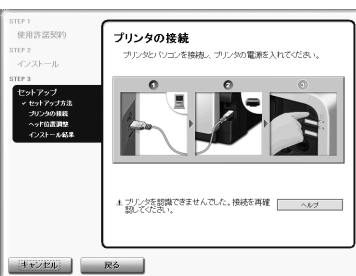 STEP 1
使用許諾契約
STEP 2
インストール
STEP 3
セットアップ
セットアップ方法
プリンタの接続
ヘッド位置調整
インストール結果
プリンタの接続
プリンタとパソコンを接続し、プリンタの電源を入れてください。
1
2
3
プリンタを認識できませんでした。接続を再確
認してください。
ヘルプ
キャンセル
戻る